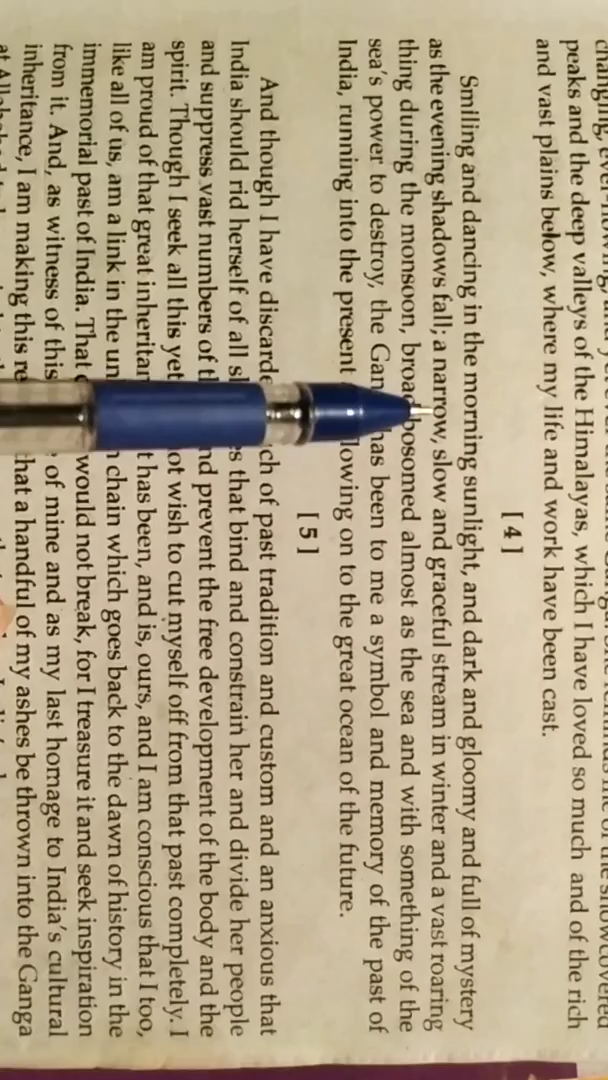 peaks and the deep valleys of the Himalayas, which I have loved so much and of the rich
and vast plains below, where my life and work have been cast.
[4]
Smiling and dancing in the morning sunlight, and dark and gloomy and full of mystery
as the evening shadows fall; a narrow, slow and graceful stream in winter and a vast roaring
thing during the monsoon, broad bosomed almost as the sea and with something of the
sea's power to destroy, the has been to me a symbol and memory of the past of
India, running into the present flowing on to the great ocean of the future.
[5]
And though I have discarded of past tradition and custom and an anxious that
India should rid herself of all that bind and constrain her and divide her people
and suppress vast numbers of and prevent the free development of the body and the
spirit. Though I seek all this yet not wish to cut myself off from that past completely. I
am proud of that great has been, and is, ours, and I am conscious that I too,
like all of us, am a link in the chain which goes back to the dawn of history in the
immemorial past of India. That would not break, for I treasure it and seek inspiration
from it. And, as witness of this of mine and as my last homage to India's cultural
inheritance, I am making this that a handful of my ashes be thrown into the Ganga